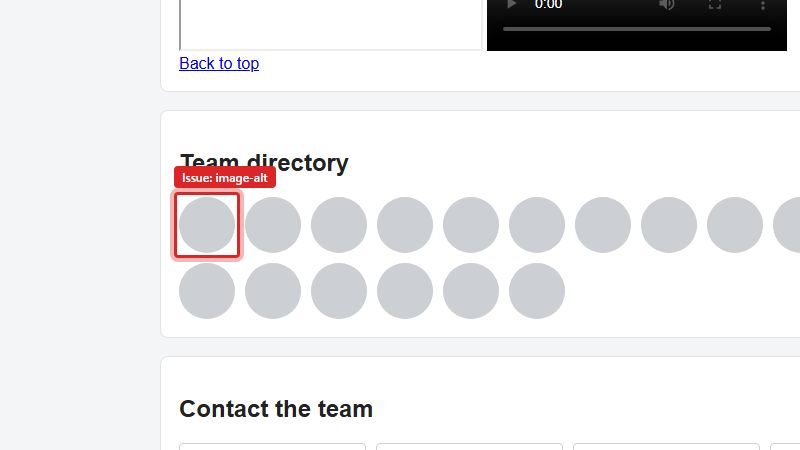 0:00
Back to top
Team directory
Issue: image-alt
Contact the team